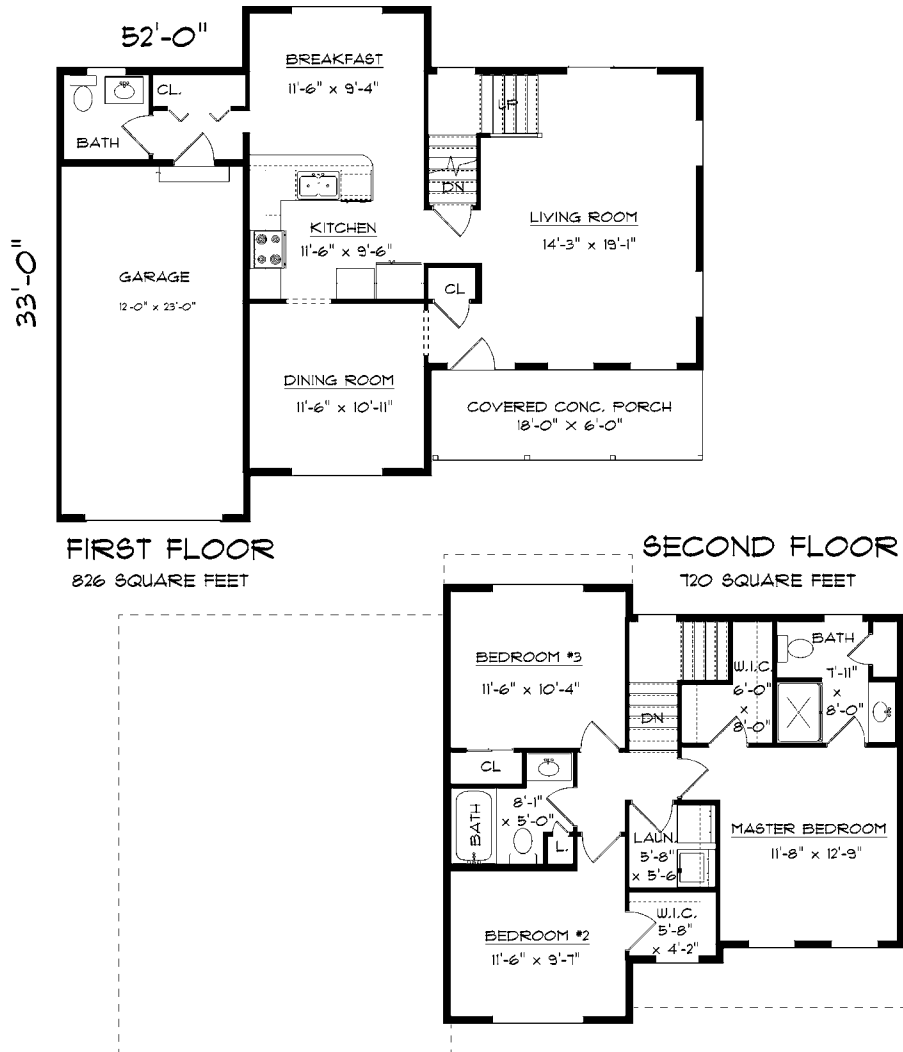 52'-0"
33'-0"
BREAKFAST
11'-6" x 9'-4"
CL.
BATH
UP
DN
KITCHEN
11'-6" x 9'-6"
LIVING ROOM
14'-3" x 19'-1"
GARAGE
12'-0" x 23'-0"
CL
DINING ROOM
11'-6" x 10'-11"
COVERED CONC. PORCH
18'-0" X 6'-0"
FIRST FLOOR
826 SQUARE FEET
SECOND FLOOR
720 SQUARE FEET
BEDROOM #3
11'-6" x 10'-4"
DN
W.I.C.
6'-0"
x
8'-0"
BATH
7'-11"
x
8'-0"
CL
BATH
8'-1"
x 5'-0"
L.
LAUN.
5'-8"
x 5'-6
MASTER BEDROOM
11'-8" x 12'-9"
BEDROOM #2
11'-6" x 9'-7"
W.I.C.
5'-8"
x 4'-2"